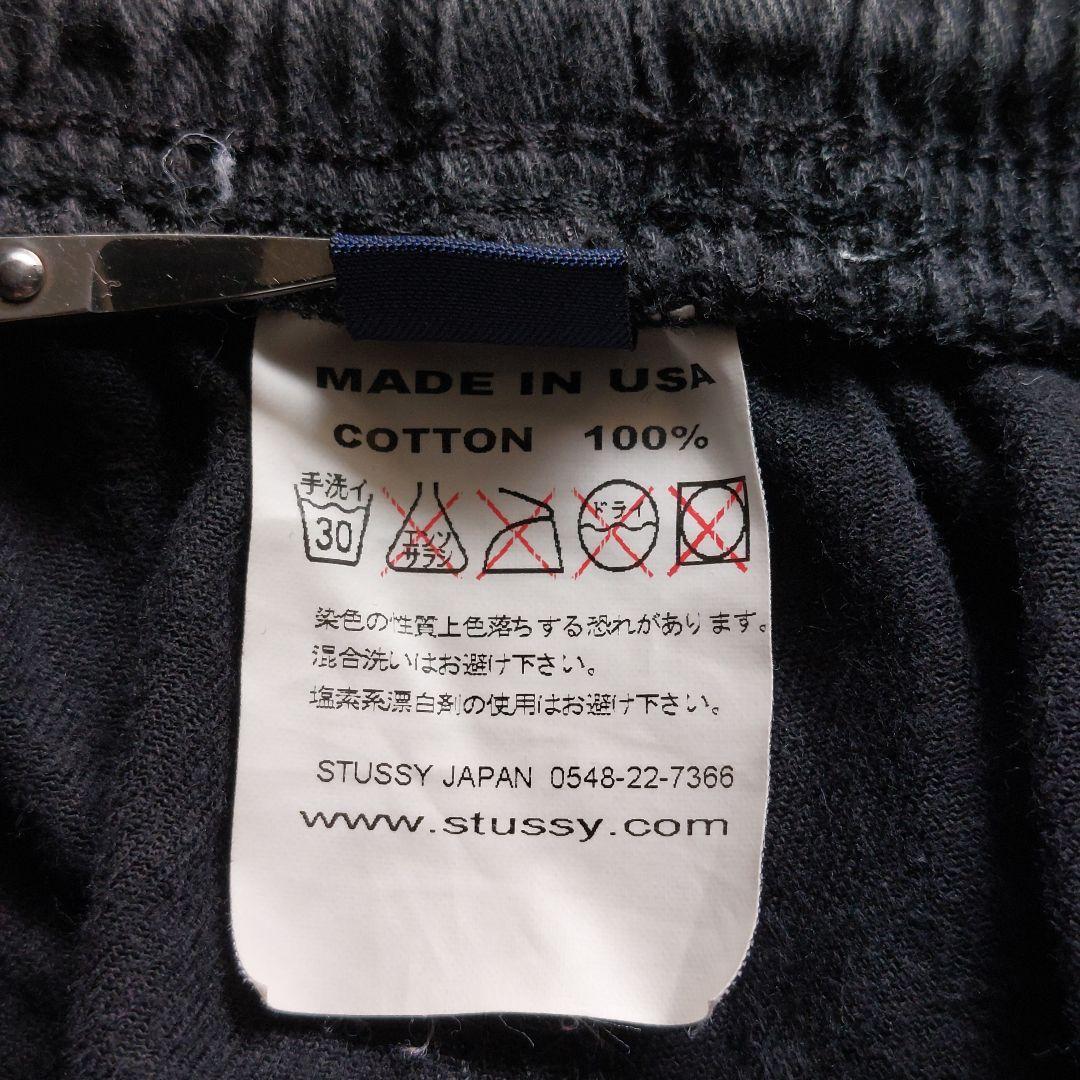 MADE IN USA
COTTON 100%
手洗イ
30
エンソ
サラシ
ドライ
染色の性質上色落ちする恐れがあります。
混合洗いはお避け下さい。
塩素系漂白剤の使用はお避け下さい。
STUSSY JAPAN 0548-22-7366
www.stussy.com